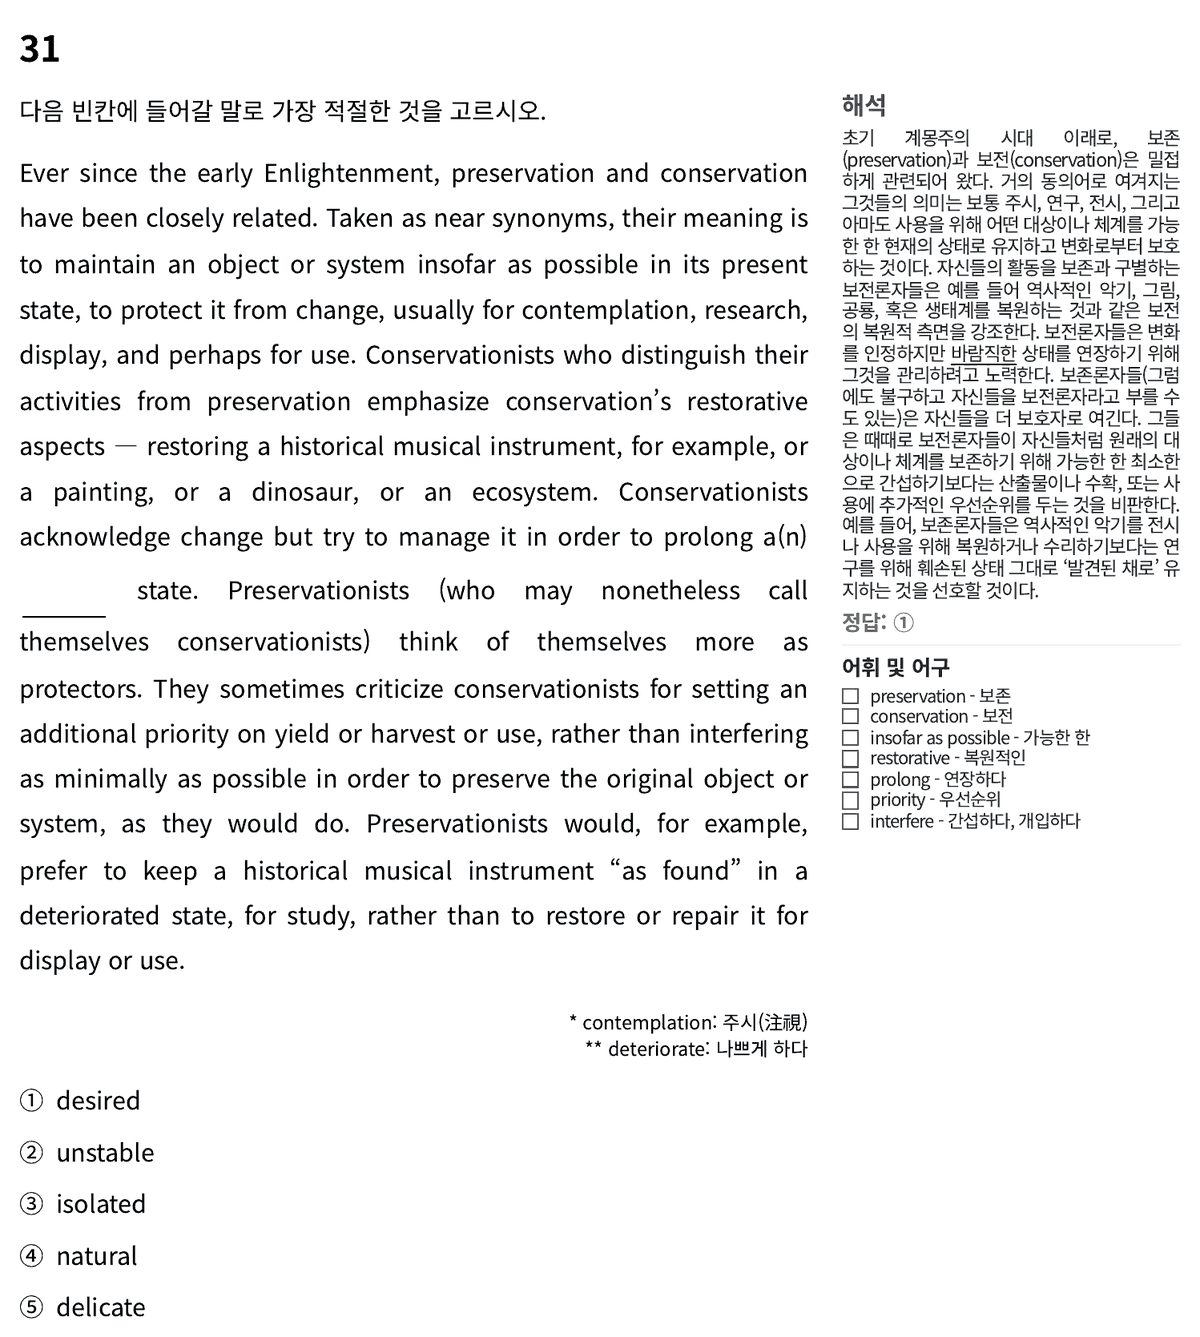 31
다음 빈칸에 들어갈 말로 가장 적절한 것을 고르시오.
Ever since the early Enlightenment, preservation and conservation
have been closely related. Taken as near synonyms, their meaning is
to maintain an object or system insofar as possible in its present
state, to protect it from change, usually for contemplation, research,
display, and perhaps for use. Conservationists who distinguish their
activities from preservation emphasize conservation’s restorative
aspects — restoring a historical musical instrument, for example, or
a painting, or a dinosaur, or an ecosystem. Conservationists
acknowledge change but try to manage it in order to prolong a(n)
______ state. Preservationists (who may nonetheless call
themselves conservationists) think of themselves more as
protectors. They sometimes criticize conservationists for setting an
additional priority on yield or harvest or use, rather than interfering
as minimally as possible in order to preserve the original object or
system, as they would do. Preservationists would, for example,
prefer to keep a historical musical instrument “as found” in a
deteriorated state, for study, rather than to restore or repair it for
display or use.
* contemplation: 주시(注視)
** deteriorate: 나쁘게 하다
① desired
② unstable
③ isolated
④ natural
⑤ delicate
해석
초기 계몽주의 시대 이래로, 보존
(preservation)과 보전(conservation)은 밀접
하게 관련되어 왔다. 거의 동의어로 여겨지는
그것들의 의미는 보통 주시, 연구, 전시, 그리고
아마도 사용을 위해 어떤 대상이나 체계를 가능
한 한 현재의 상태로 유지하고 변화로부터 보호
하는 것이다. 자신들의 활동을 보존과 구별하는
보전론자들은 예를 들어 역사적인 악기, 그림,
공룡, 혹은 생태계를 복원하는 것과 같은 보전
의 복원적 측면을 강조한다. 보전론자들은 변화
를 인정하지만 바람직한 상태를 연장하기 위해
그것을 관리하려고 노력한다. 보존론자들(그럼
에도 불구하고 자신들을 보전론자라고 부를 수
도 있는)은 자신들을 더 보호자로 여긴다. 그들
은 때때로 보전론자들이 자신들처럼 원래의 대
상이나 체계를 보존하기 위해 가능한 한 최소한
으로 간섭하기보다는 산출물이나 수확, 또는 사
용에 추가적인 우선순위를 두는 것을 비판한다.
예를 들어, 보존론자들은 역사적인 악기를 전시
나 사용을 위해 복원하거나 수리하기보다는 연
구를 위해 훼손된 상태 그대로 ‘발견된 채로’ 유
지하는 것을 선호할 것이다.
정답: ①
어휘 및 어구
□ preservation - 보존
□ conservation - 보전
□ insofar as possible - 가능한 한
□ restorative - 복원적인
□ prolong - 연장하다
□ priority - 우선순위
□ interfere - 간섭하다, 개입하다